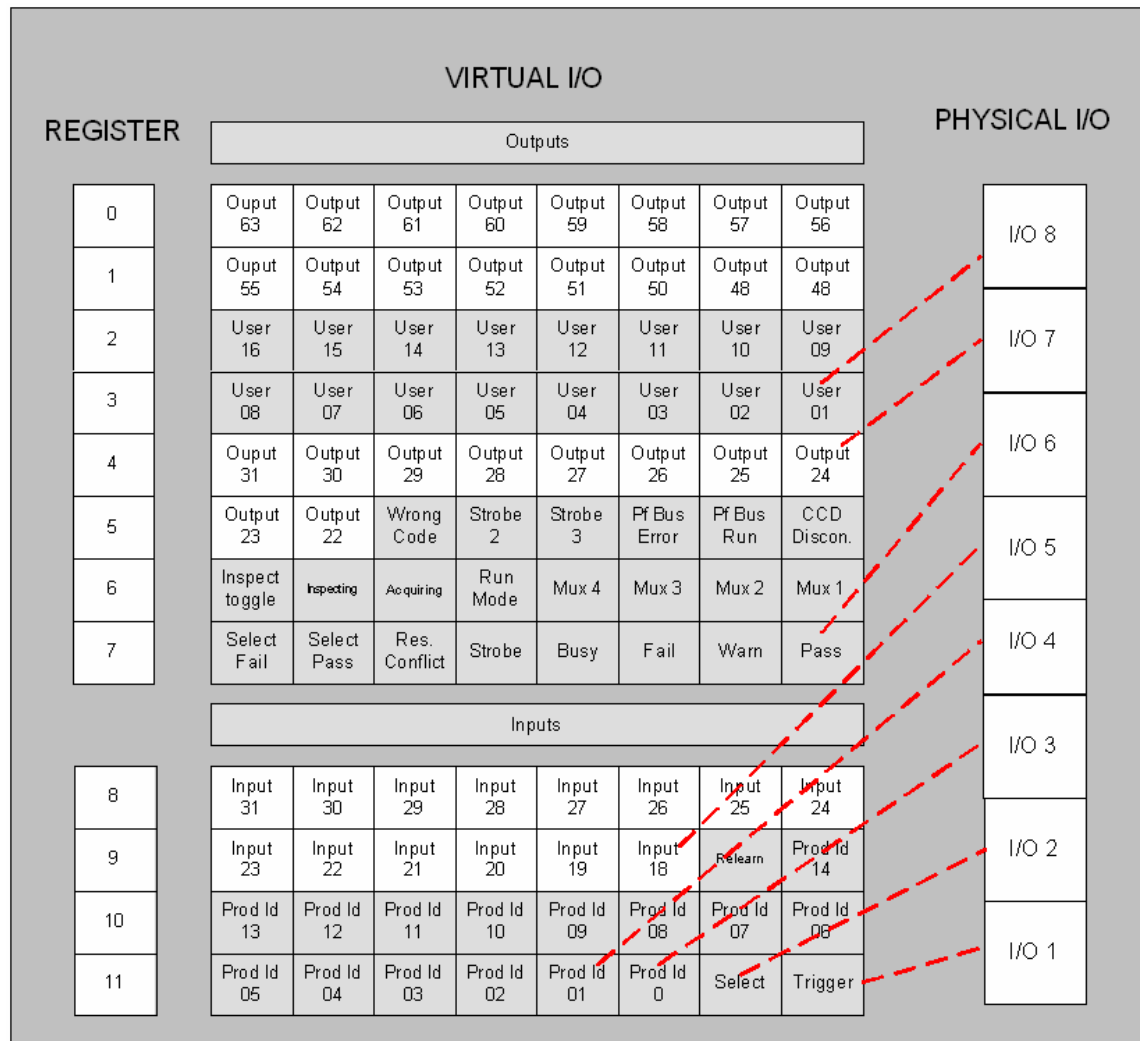 VIRTUAL I/O
REGISTER
PHYSICAL I/O
Outputs
0
Ouput 63
Output 62
Output 61
Output 60
Output 59
Output 58
Output 57
Output 56
1
Ouput 55
Output 54
Output 53
Output 52
Output 51
Output 50
Output 48
Output 48
2
User 16
User 15
User 14
User 13
User 12
User 11
User 10
User 09
3
User 08
User 07
User 06
User 05
User 04
User 03
User 02
User 01
4
Ouput 31
Output 30
Output 29
Output 28
Output 27
Output 26
Output 25
Output 24
5
Output 23
Output 22
Wrong Code
Strobe 2
Strobe 3
Pf Bus Error
Pf Bus Run
CCD Discon.
6
Inspect toggle
Inspecting
Acquiring
Run Mode
Mux 4
Mux 3
Mux 2
Mux 1
7
Select Fail
Select Pass
Res. Conflict
Strobe
Busy
Fail
Warn
Pass
Inputs
8
Input 31
Input 30
Input 29
Input 28
Input 27
Input 26
Input 25
Input 24
9
Input 23
Input 22
Input 21
Input 20
Input 19
Input 18
Relearn
Prod Id 14
10
Prod Id 13
Prod Id 12
Prod Id 11
Prod Id 10
Prod Id 09
Prod Id 08
Prod Id 07
Prod Id 06
11
Prod Id 05
Prod Id 04
Prod Id 03
Prod Id 02
Prod Id 01
Prod Id 0
Select
Trigger
I/O 8
I/O 7
I/O 6
I/O 5
I/O 4
I/O 3
I/O 2
I/O 1